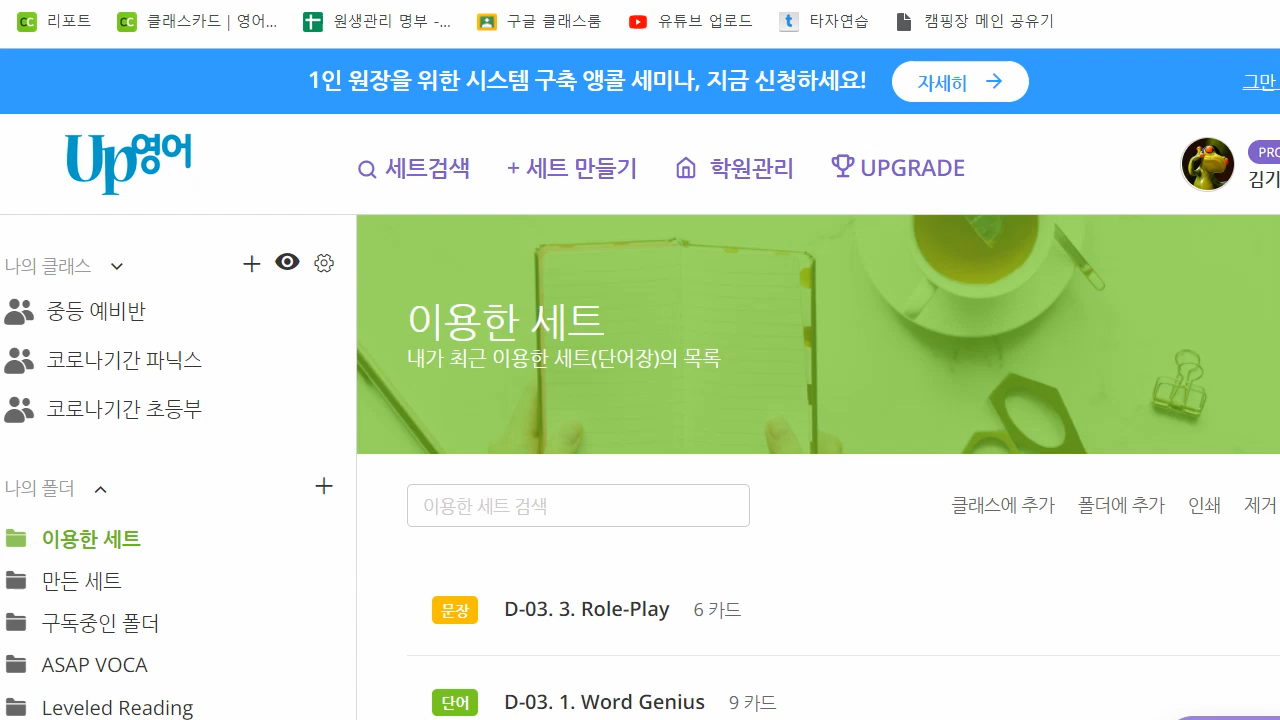 리포트 클래스카드 | 영어... 원생관리 명부 -... 구글 클래스룸 유튜브 업로드 타자연습 캠핑장 메인 공유기
1인 원장을 위한 시스템 구축 앵콜 세미나, 지금 신청하세요! 자세히 그만
Up영어 세트검색 + 세트 만들기 학원관리 UPGRADE PRO
김기
나의 클래스
중등 예비반
코로나기간 파닉스
코로나기간 초등부
나의 폴더
이용한 세트
만든 세트
구독중인 폴더
ASAP VOCA
Leveled Reading
이용한 세트
내가 최근 이용한 세트(단어장)의 목록
이용한 세트 검색 클래스에 추가 폴더에 추가 인쇄 제거
문장 D-03. 3. Role-Play 6 카드
단어 D-03. 1. Word Genius 9 카드